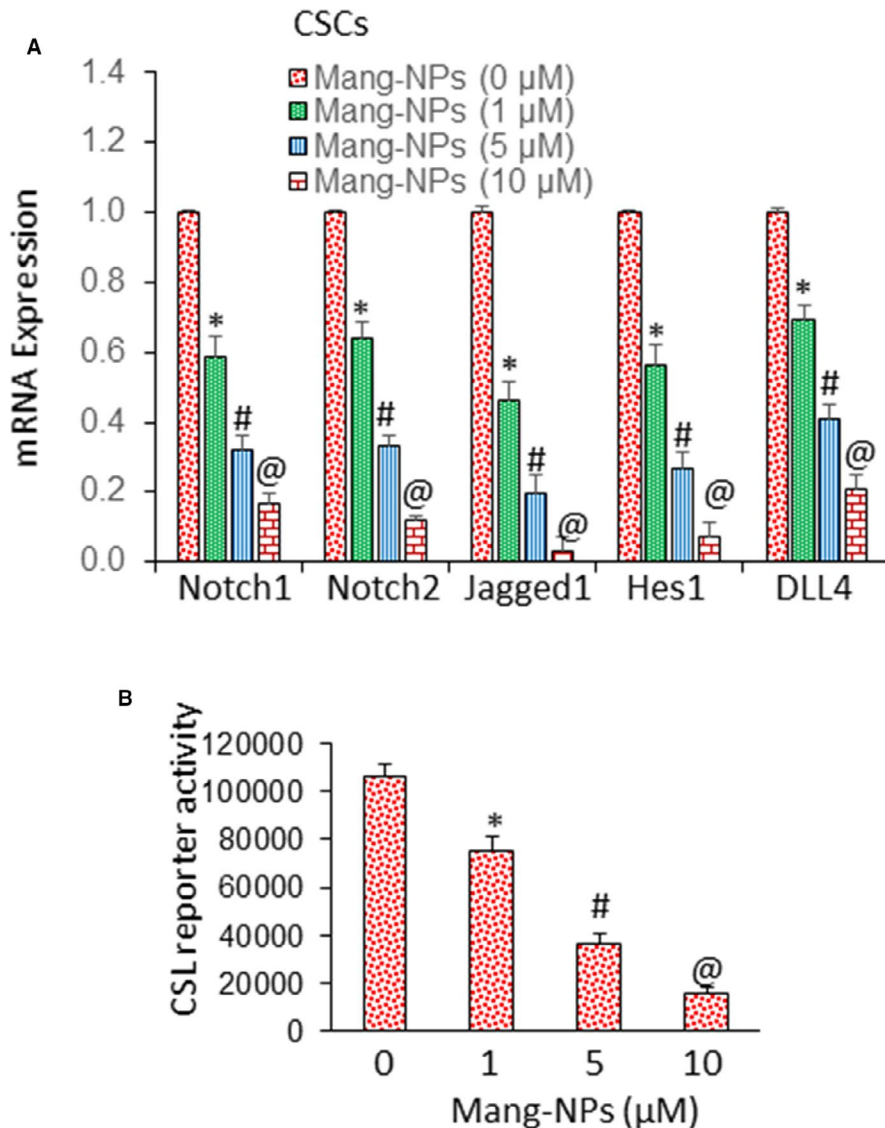 CSCs
A
Mang-NPs (0 µM)
Mang-NPs (1 µM)
Mang-NPs (5 µM)
Mang-NPs (10 µM)
mRNA Expression
1.4
1.2
1.0
0.8
0.6
0.4
0.2
0.0
* # @
* # @
* # @
* # @
* # @
Notch1 Notch2 Jagged1 Hes1 DLL4
B
CSL reporter activity
120000
100000
80000
60000
40000
20000
0
*
#
@
0 1 5 10
Mang-NPs (µM)